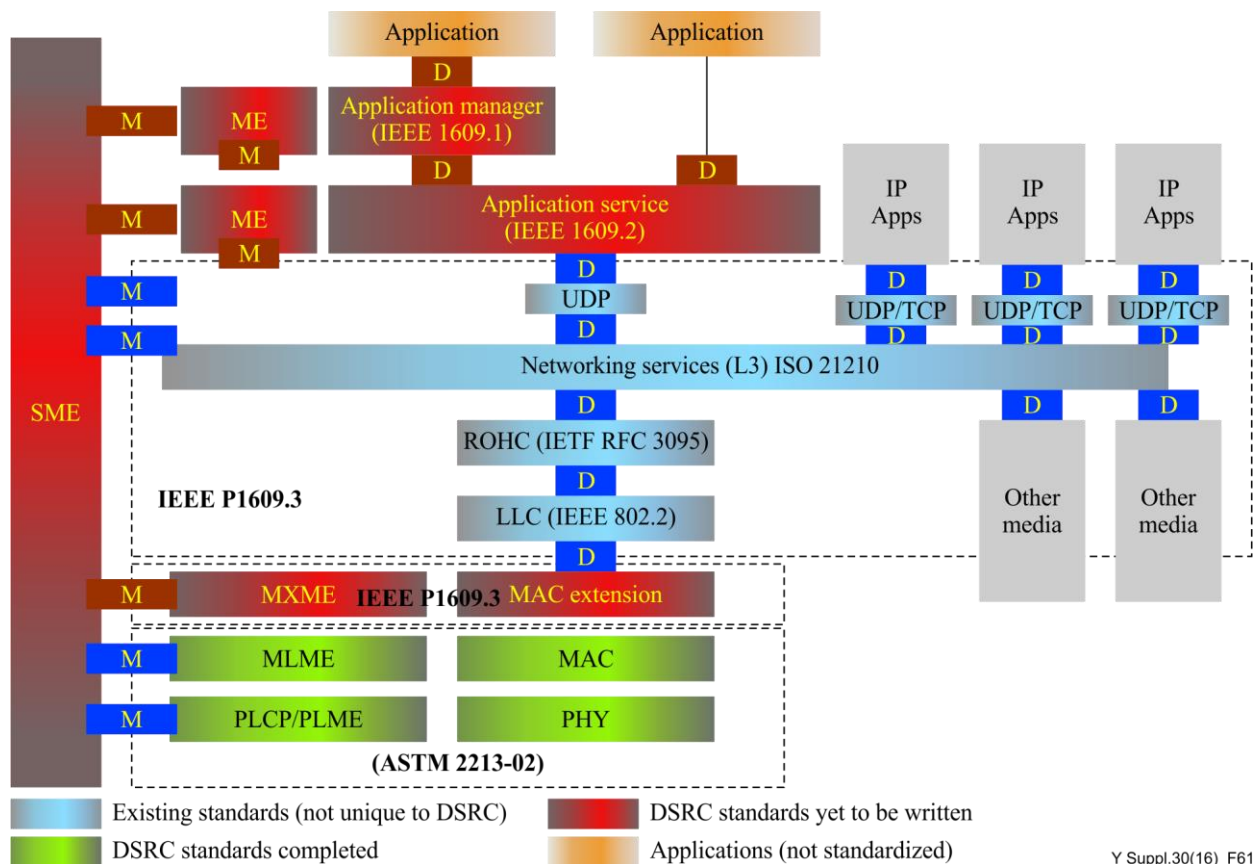 Application
Application
D
Application manager
(IEEE 1609.1)
M
ME
M
D
D
M
ME
M
Application service
(IEEE 1609.2)
IP
Apps
IP
Apps
IP
Apps
M
D
UDP
D
D
UDP/TCP
D
D
UDP/TCP
D
D
UDP/TCP
D
M
Networking services (L3) ISO 21210
SME
D
D
D
ROHC (IETF RFC 3095)
D
IEEE P1609.3
LLC (IEEE 802.2)
Other
media
Other
media
D
M
MXME
IEEE P1609.3
MAC extension
M
MLME
MAC
M
PLCP/PLME
PHY
(ASTM 2213-02)
Existing standards (not unique to DSRC)
DSRC standards yet to be written
DSRC standards completed
Applications (not standardized)
Y Suppl.30(16)_F61